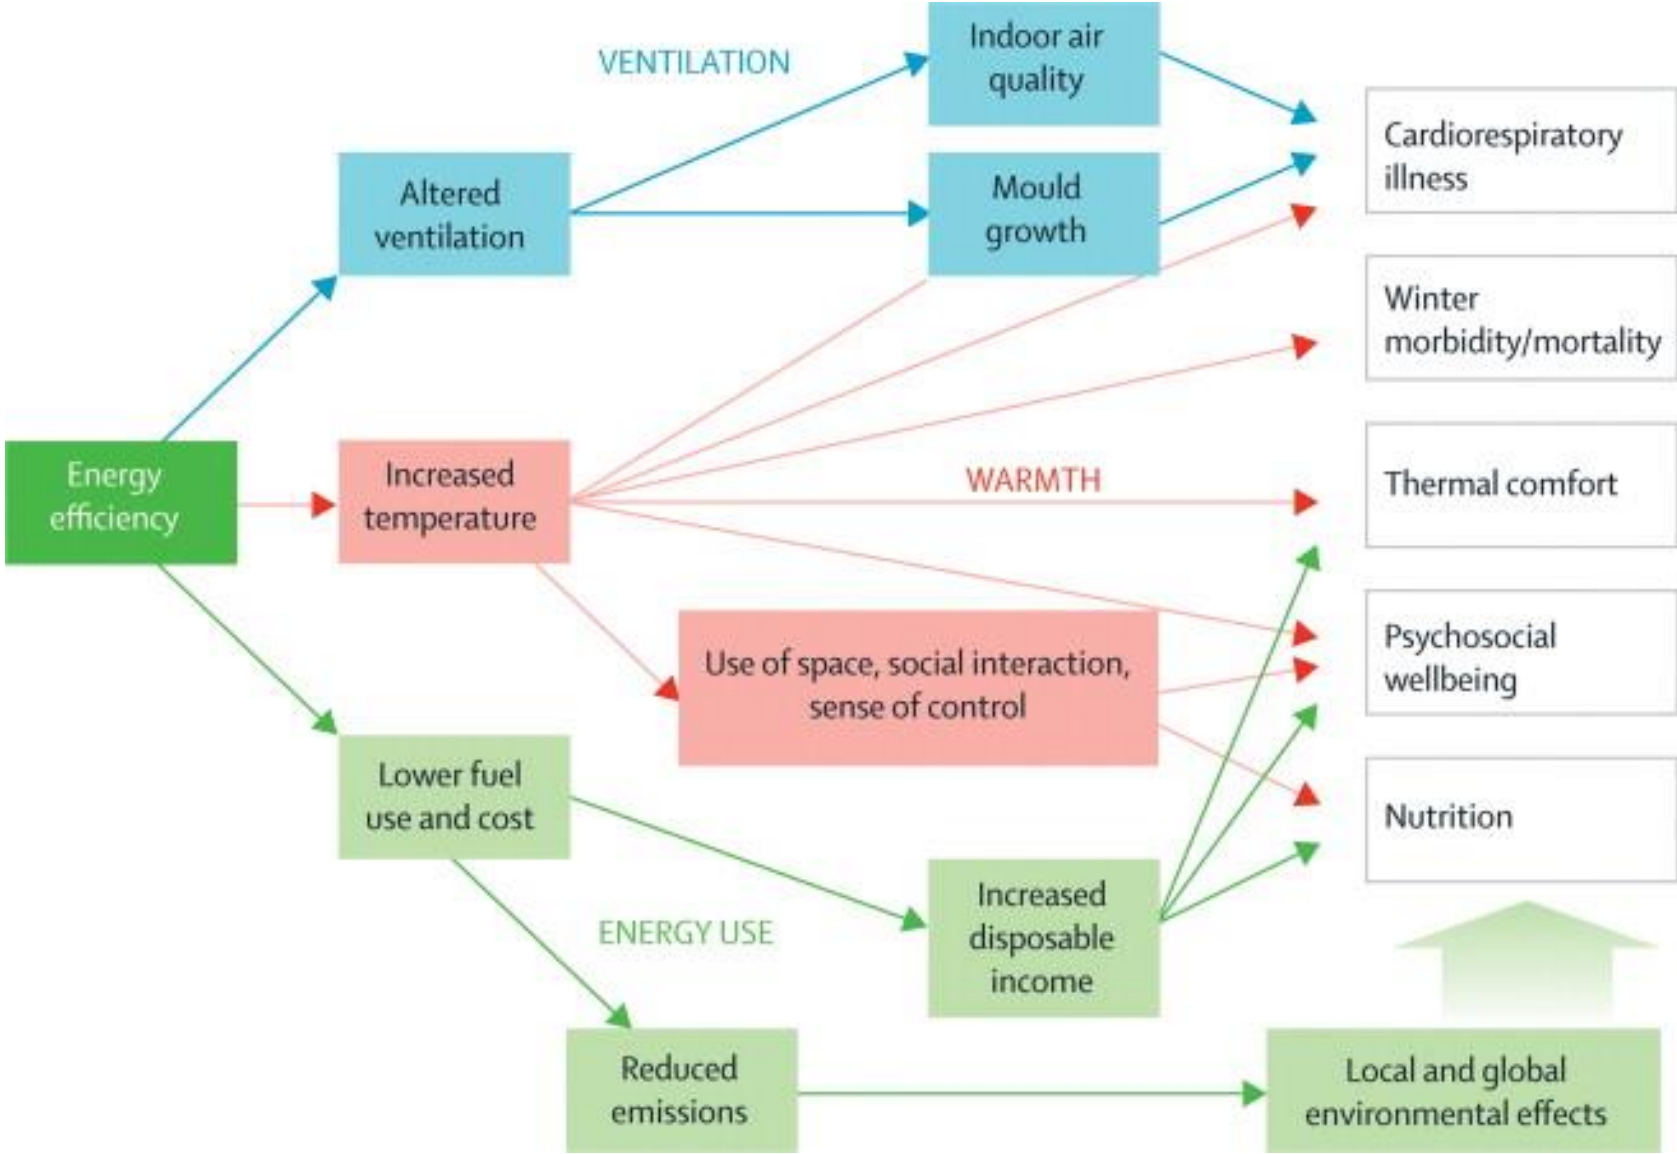 VENTILATION
Indoor air
quality
Altered
ventilation
Mould
growth
Cardiorespiratory
illness
Winter
morbidity/mortality
Energy
efficiency
Increased
temperature
WARMTH
Thermal comfort
Use of space, social interaction,
sense of control
Psychosocial
wellbeing
Lower fuel
use and cost
Nutrition
ENERGY USE
Increased
disposable
income
Reduced
emissions
Local and global
environmental effects